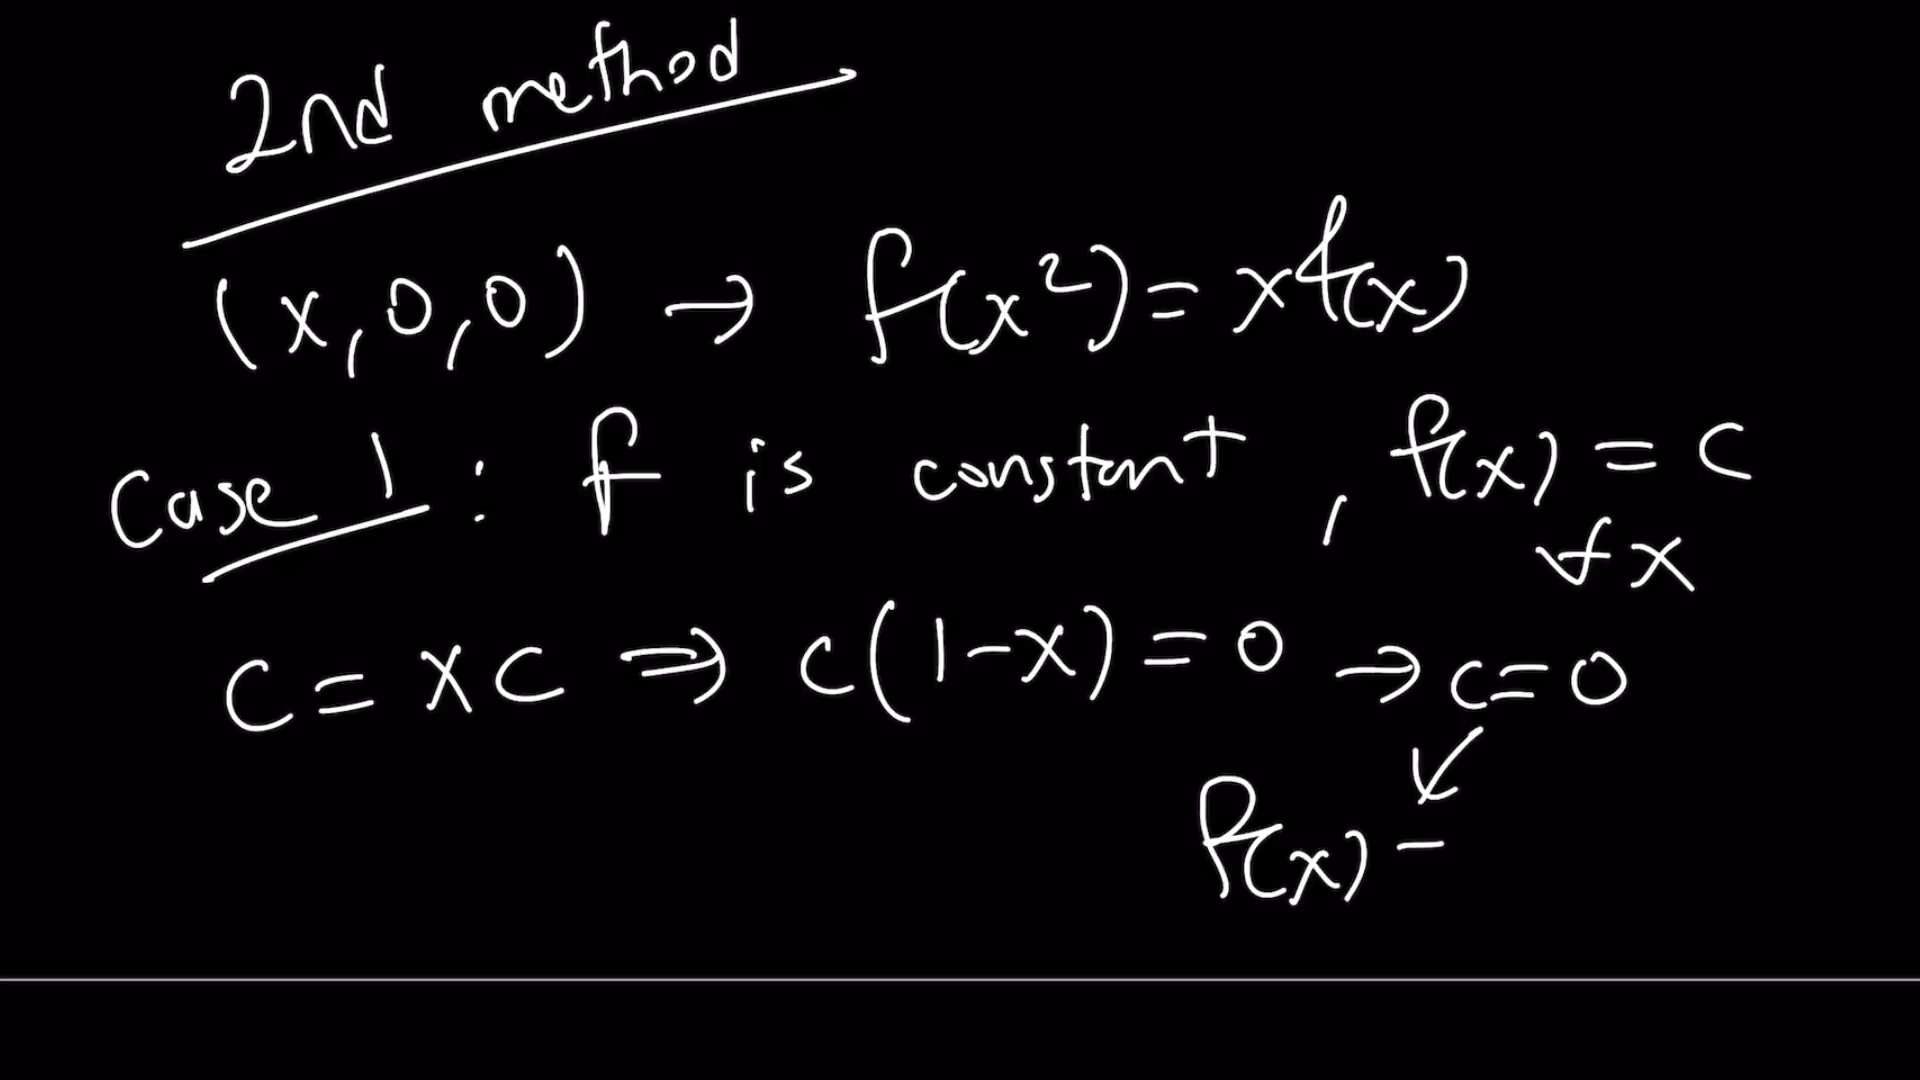 2nd method
(x,0,0) → f(x²)=xf(x)
Case 1 : f is constant , f(x) = c
∀x
c = xc ⇒ c(1-x) = 0 → c=0
↙
f(x) -